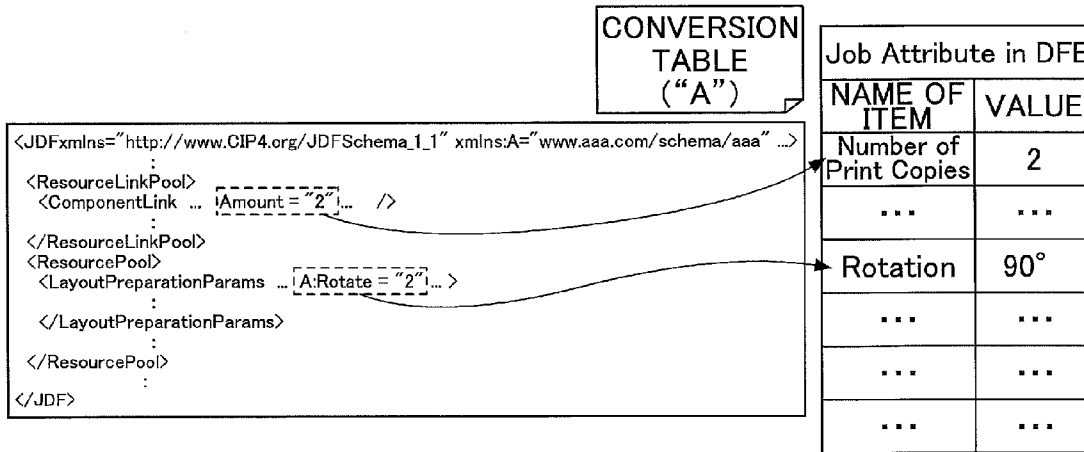 CONVERSION
TABLE
(“A”)
<JDFxmlns="http://www.CIP4.org/JDFSchema_1_1" xmlns:A="www.aaa.com/schema/aaa" ...>
:
<ResourceLinkPool>
<ComponentLink ... Amount = "2" ... />
:
</ResourceLinkPool>
<ResourcePool>
<LayoutPreparationParams ... A:Rotate = "2" ... >
:
</LayoutPreparationParams>
:
</ResourcePool>
:
</JDF>
Job Attribute in DFE
NAME OF
ITEM
VALUE
Number of
Print Copies
2
... ...
Rotation 90°
... ...
... ...
... ...